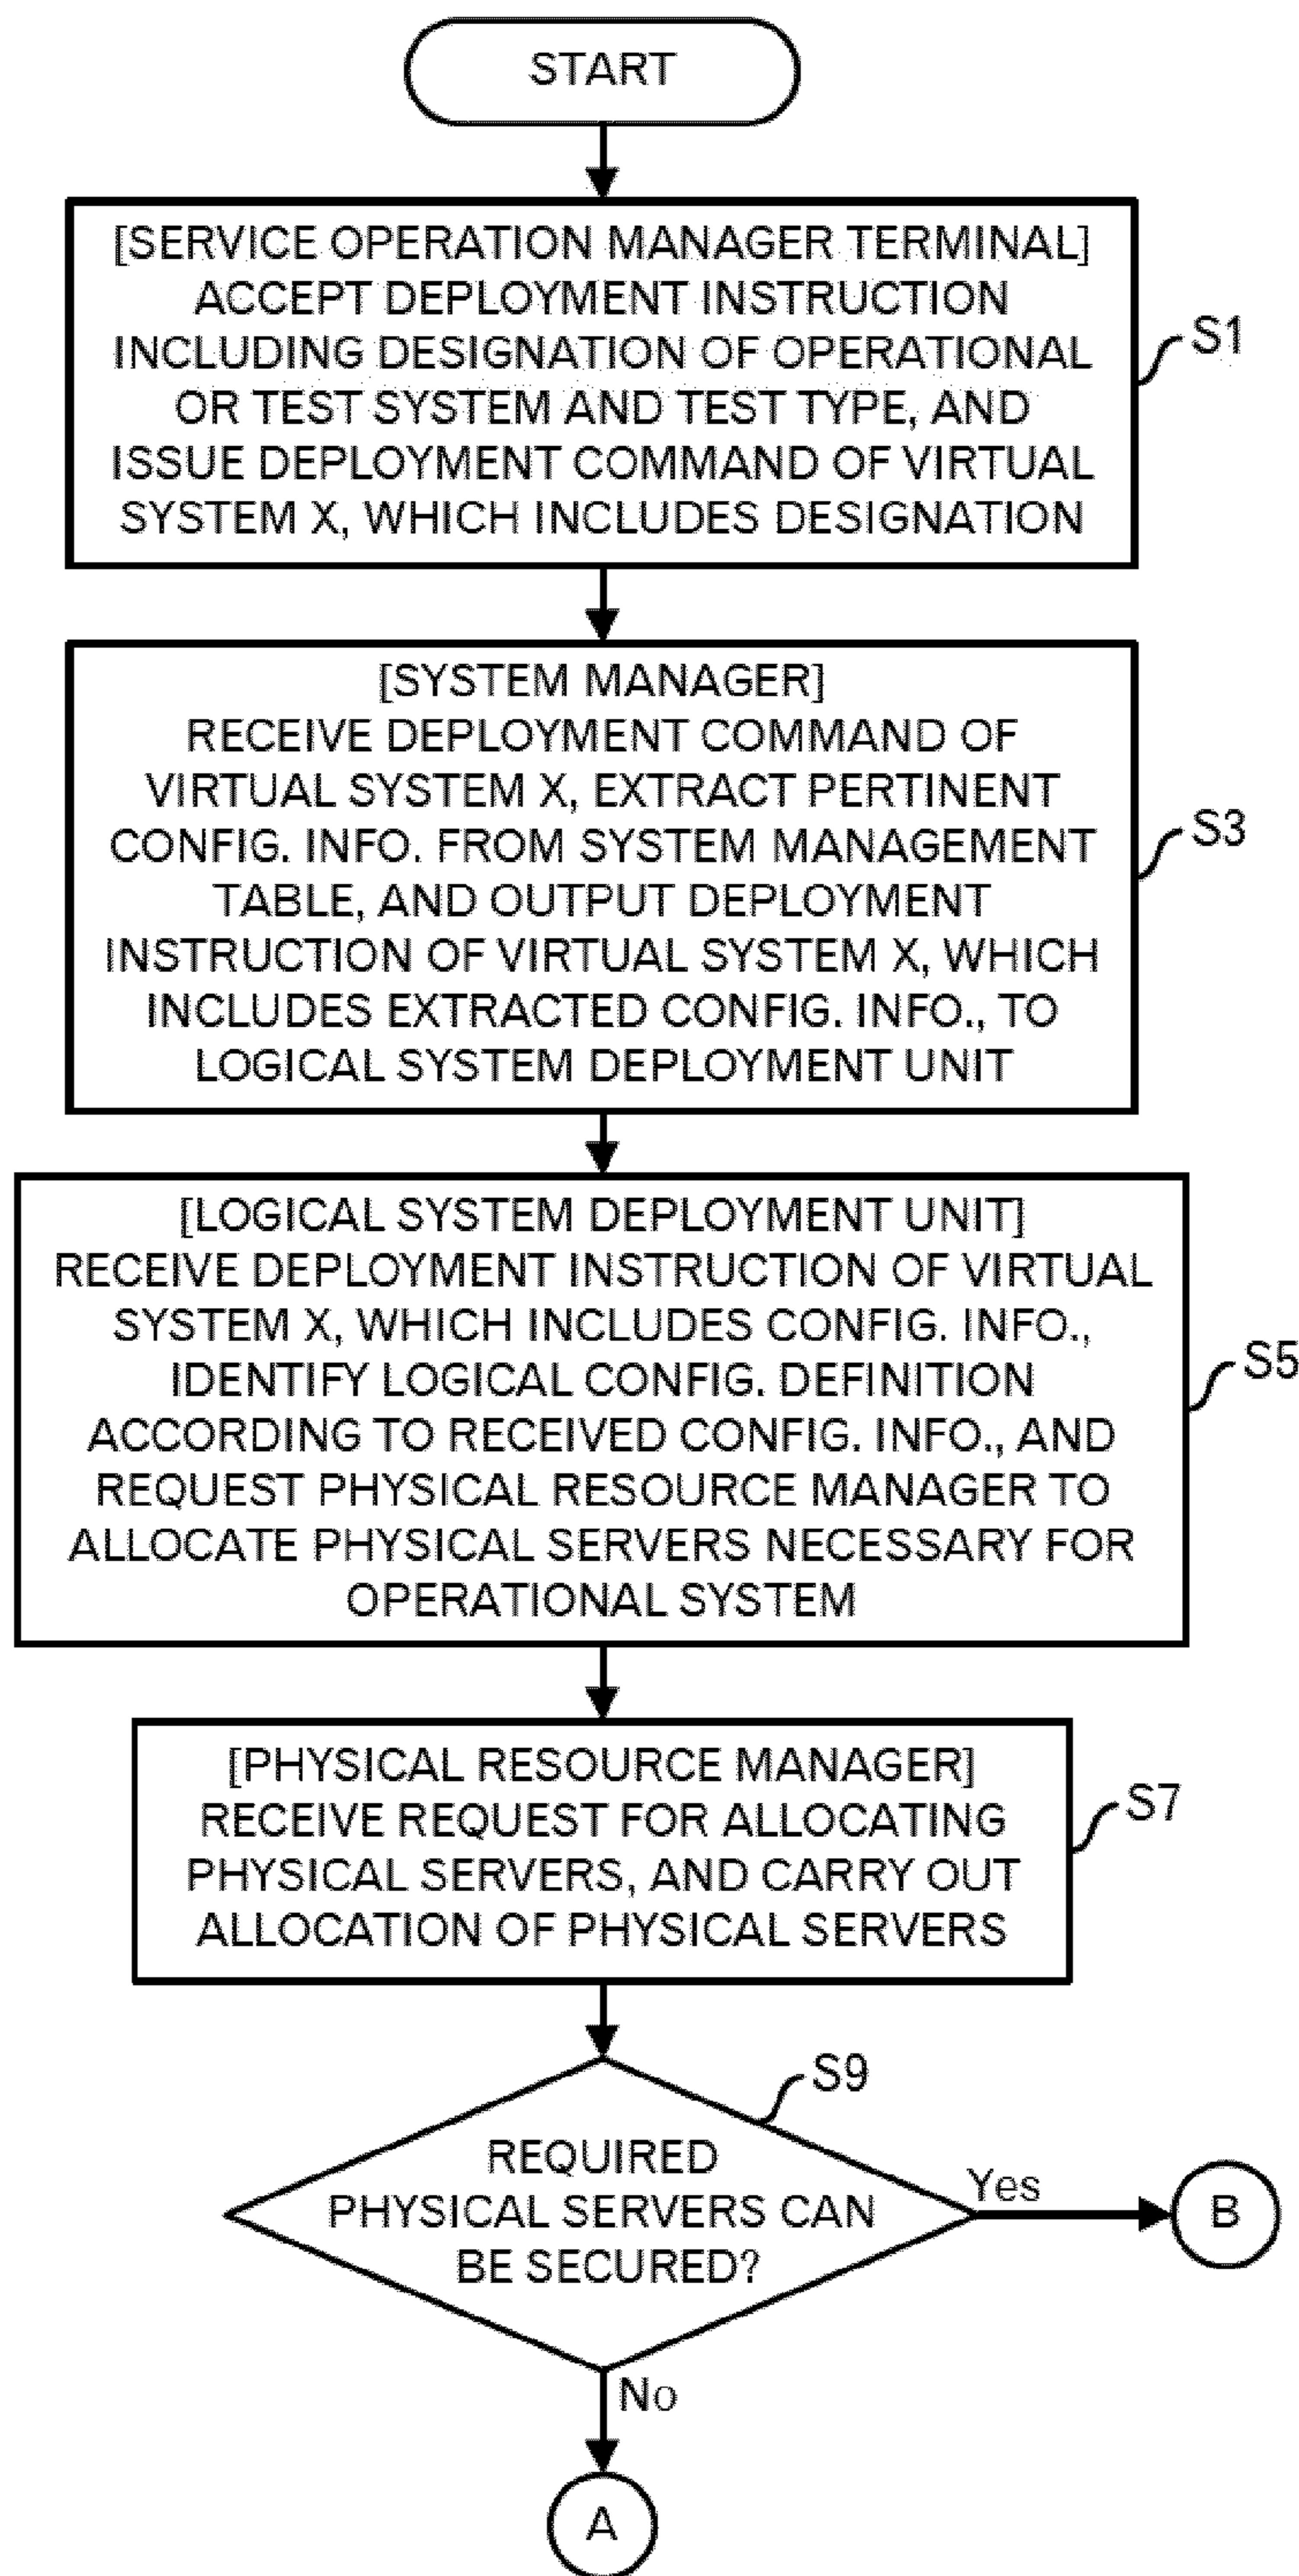 START
[SERVICE OPERATION MANAGER TERMINAL]
ACCEPT DEPLOYMENT INSTRUCTION
INCLUDING DESIGNATION OF OPERATIONAL
OR TEST SYSTEM AND TEST TYPE, AND
ISSUE DEPLOYMENT COMMAND OF VIRTUAL
SYSTEM X, WHICH INCLUDES DESIGNATION
S1
[SYSTEM MANAGER]
RECEIVE DEPLOYMENT COMMAND OF
VIRTUAL SYSTEM X, EXTRACT PERTINENT
CONFIG. INFO. FROM SYSTEM MANAGEMENT
TABLE, AND OUTPUT DEPLOYMENT
INSTRUCTION OF VIRTUAL SYSTEM X, WHICH
INCLUDES EXTRACTED CONFIG. INFO., TO
LOGICAL SYSTEM DEPLOYMENT UNIT
S3
[LOGICAL SYSTEM DEPLOYMENT UNIT]
RECEIVE DEPLOYMENT INSTRUCTION OF VIRTUAL
SYSTEM X, WHICH INCLUDES CONFIG. INFO.,
IDENTIFY LOGICAL CONFIG. DEFINITION
ACCORDING TO RECEIVED CONFIG. INFO., AND
REQUEST PHYSICAL RESOURCE MANAGER TO
ALLOCATE PHYSICAL SERVERS NECESSARY FOR
OPERATIONAL SYSTEM
S5
[PHYSICAL RESOURCE MANAGER]
RECEIVE REQUEST FOR ALLOCATING
PHYSICAL SERVERS, AND CARRY OUT
ALLOCATION OF PHYSICAL SERVERS
S7
S9
REQUIRED
PHYSICAL SERVERS CAN
BE SECURED?
Yes
B
No
A